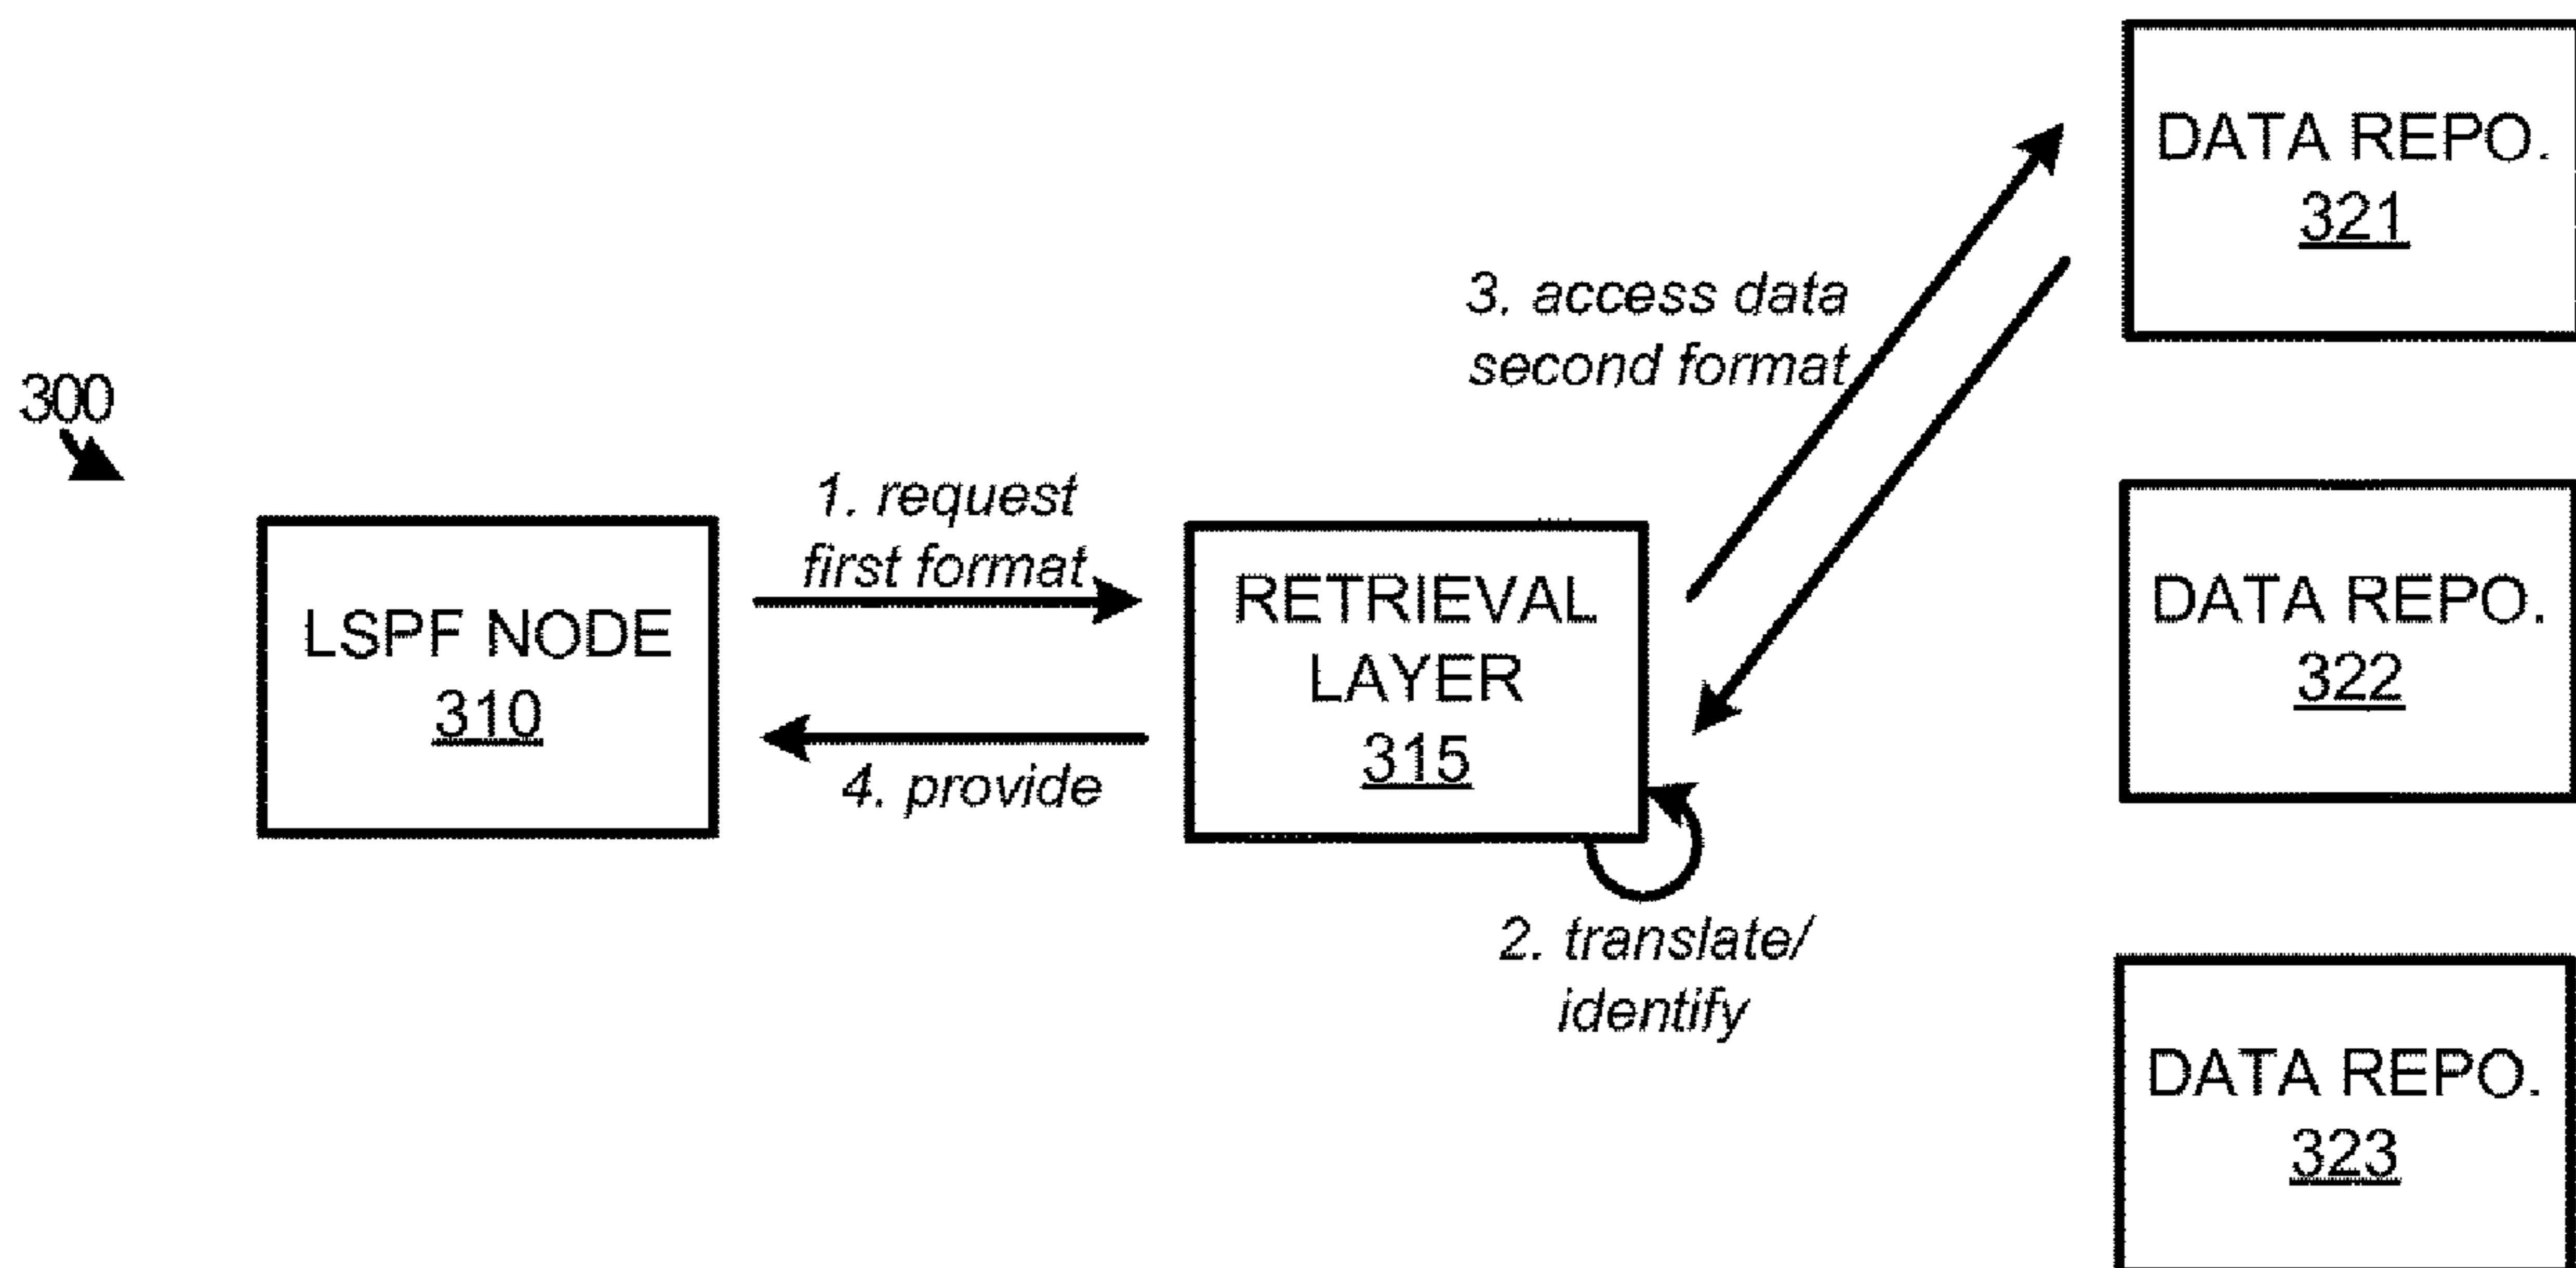 300
LSPF NODE
310
1. request
first format
4. provide
RETRIEVAL
LAYER
315
2. translate/
identify
3. access data
second format
DATA REPO.
321
DATA REPO.
322
DATA REPO.
323